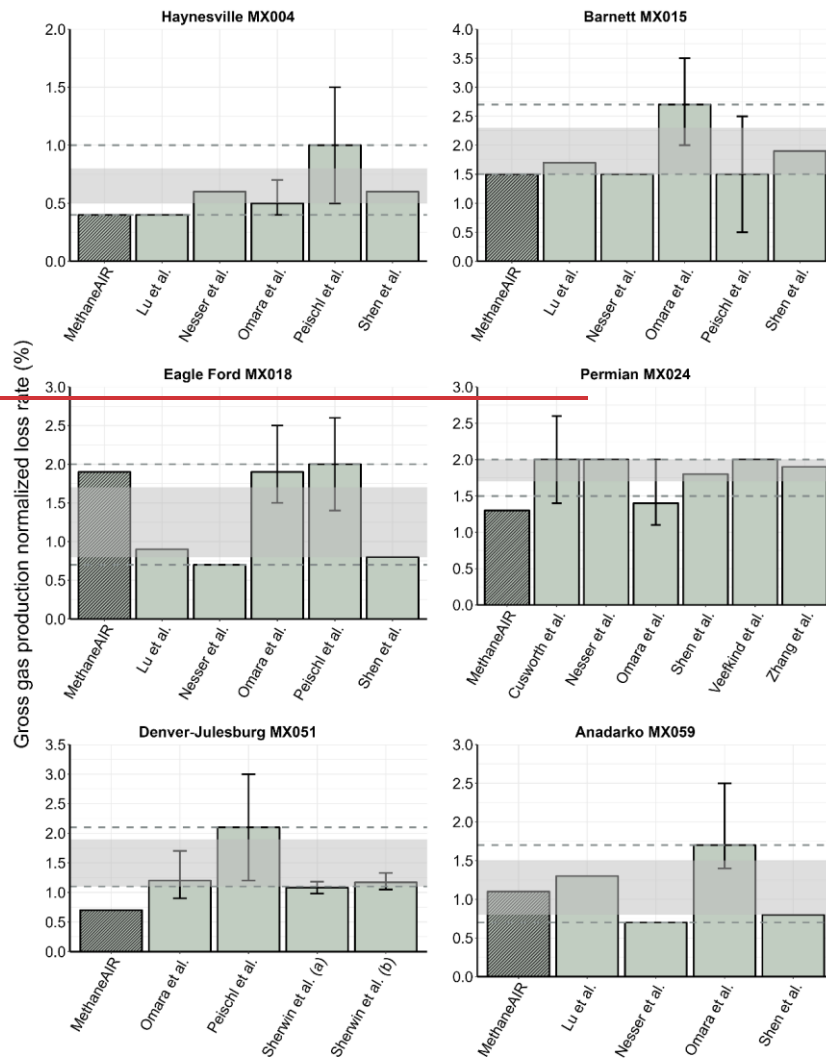 Haynesville MX004
2.0
1.5
1.0
0.5
0.0
MethaneAIR
Lu et al.
Nesser et al.
Omara et al.
Peischl et al.
Shen et al.
Barnett MX015
4.0
3.5
3.0
2.5
2.0
1.5
1.0
0.5
0.0
MethaneAIR
Lu et al.
Nesser et al.
Omara et al.
Peischl et al.
Shen et al.
Gross gas production normalized loss rate (%)
Eagle Ford MX018
3.0
2.5
2.0
1.5
1.0
0.5
0.0
MethaneAIR
Lu et al.
Nesser et al.
Omara et al.
Peischl et al.
Shen et al.
Permian MX024
3.0
2.5
2.0
1.5
1.0
0.5
0.0
MethaneAIR
Cusworth et al.
Nesser et al.
Omara et al.
Shen et al.
Veefkind et al.
Zhang et al.
Denver-Julesburg MX051
3.5
3.0
2.5
2.0
1.5
1.0
0.5
0.0
MethaneAIR
Omara et al.
Peischl et al.
Sherwin et al. (a)
Sherwin et al. (b)
Anadarko MX059
3.0
2.5
2.0
1.5
1.0
0.5
0.0
MethaneAIR
Lu et al.
Nesser et al.
Omara et al.
Shen et al.